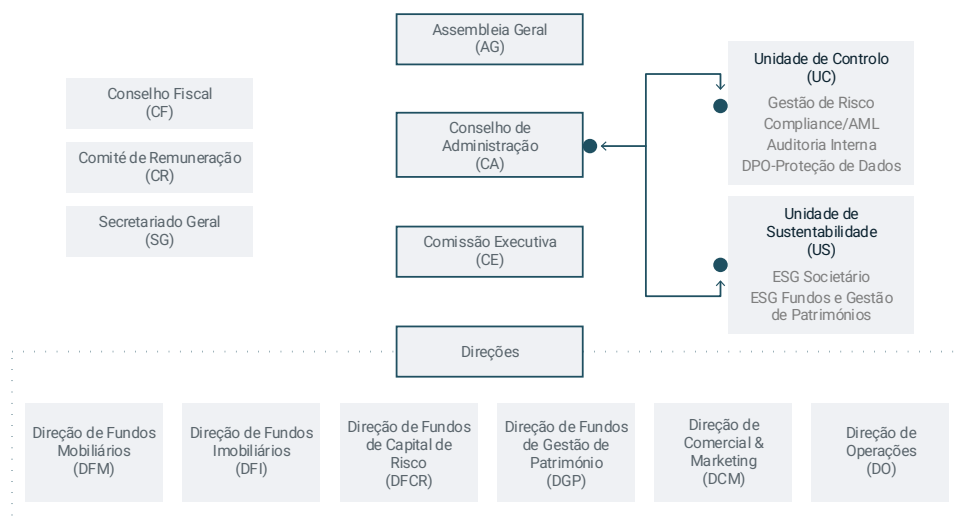 Assembleia Geral
(AG)
Conselho Fiscal
(CF)
Comité de Remuneração
(CR)
Secretariado Geral
(SG)
Conselho de
Administração
(CA)
Comissão Executiva
(CE)
Unidade de Controlo
(UC)
Gestão de Risco
Compliance/AML
Auditoria Interna
DPO-Proteção de Dados
Unidade de
Sustentabilidade
(US)
ESG Societário
ESG Fundos e Gestão
de Patrimónios
Direções
Direção de Fundos
Mobiliários
(DFM)
Direção de Fundos
Imobiliários
(DFI)
Direção de Fundos
de Capital de
Risco
(DFCR)
Direção de Fundos
de Gestão de
Património
(DGP)
Direção de
Comercial &
Marketing
(DCM)
Direção de
Operações
(DO)